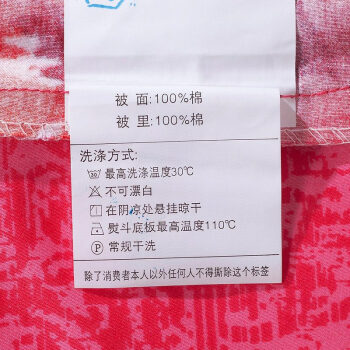 被 面:100%棉
被 里:100%棉
洗涤方式:
30 最高洗涤温度30℃
不可漂白
在阴凉处悬挂晾干
熨斗底板最高温度110℃
P 常规干洗
除了消费者本人以外任何人不得撕除这个标签